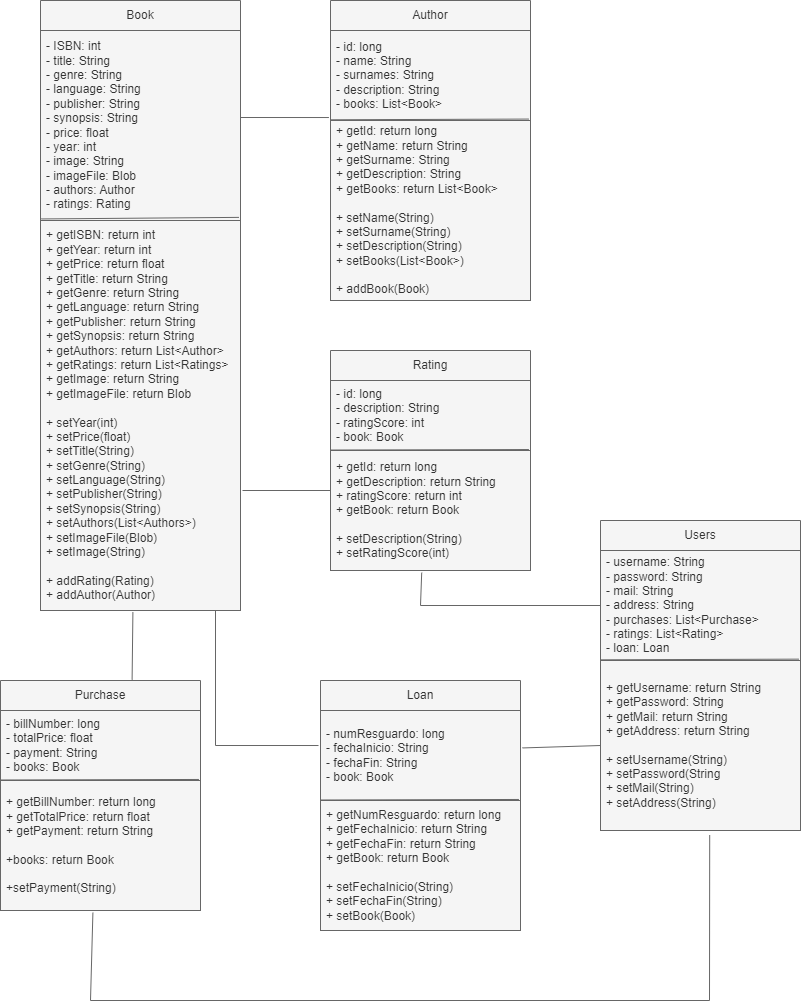 Book
- ISBN: int
- title: String
- genre: String
- language: String
- publisher: String
- synopsis: String
- price: float
- year: int
- image: String
- imageFile: Blob
- authors: Author
- ratings: Rating
+ getISBN: return int
+ getYear: return int
+ getPrice: return float
+ getTitle: return String
+ getGenre: return String
+ getLanguage: return String
+ getPublisher: return String
+ getSynopsis: return String
+ getAuthors: return List<Author>
+ getRatings: return List<Ratings>
+ getImage: return String
+ getImageFile: return Blob
+ setYear(int)
+ setPrice(float)
+ setTitle(String)
+ setGenre(String)
+ setLanguage(String)
+ setPublisher(String)
+ setSynopsis(String)
+ setAuthors(List<Authors>)
+ setImageFile(Blob)
+ setImage(String)
+ addRating(Rating)
+ addAuthor(Author)
Author
- id: long
- name: String
- surnames: String
- description: String
- books: List<Book>
+ getId: return long
+ getName: return String
+ getSurname: String
+ getDescription: String
+ getBooks: return List<Book>
+ setName(String)
+ setSurname(String)
+ setDescription(String)
+ setBooks(List<Book>)
+ addBook(Book)
Rating
- id: long
- description: String
- ratingScore: int
- book: Book
+ getId: return long
+ getDescription: return String
+ ratingScore: return int
+ getBook: return Book
+ setDescription(String)
+ setRatingScore(int)
Users
- username: String
- password: String
- mail: String
- address: String
- purchases: List<Purchase>
- ratings: List<Rating>
- loan: Loan
+ getUsername: return String
+ getPassword: String
+ getMail: return String
+ getAddress: return String
+ setUsername(String)
+ setPassword(String
+ setMail(String)
+ setAddress(String)
Purchase
- billNumber: long
- totalPrice: float
- payment: String
- books: Book
+ getBillNumber: return long
+ getTotalPrice: return float
+ getPayment: return String
+books: return Book
+setPayment(String)
Loan
- numResguardo: long
- fechaInicio: String
- fechaFin: String
- book: Book
+ getNumResguardo: return long
+ getFechaInicio: return String
+ getFechaFin: return String
+ getBook: return Book
+ setFechaInicio(String)
+ setFechaFin(String)
+ setBook(Book)